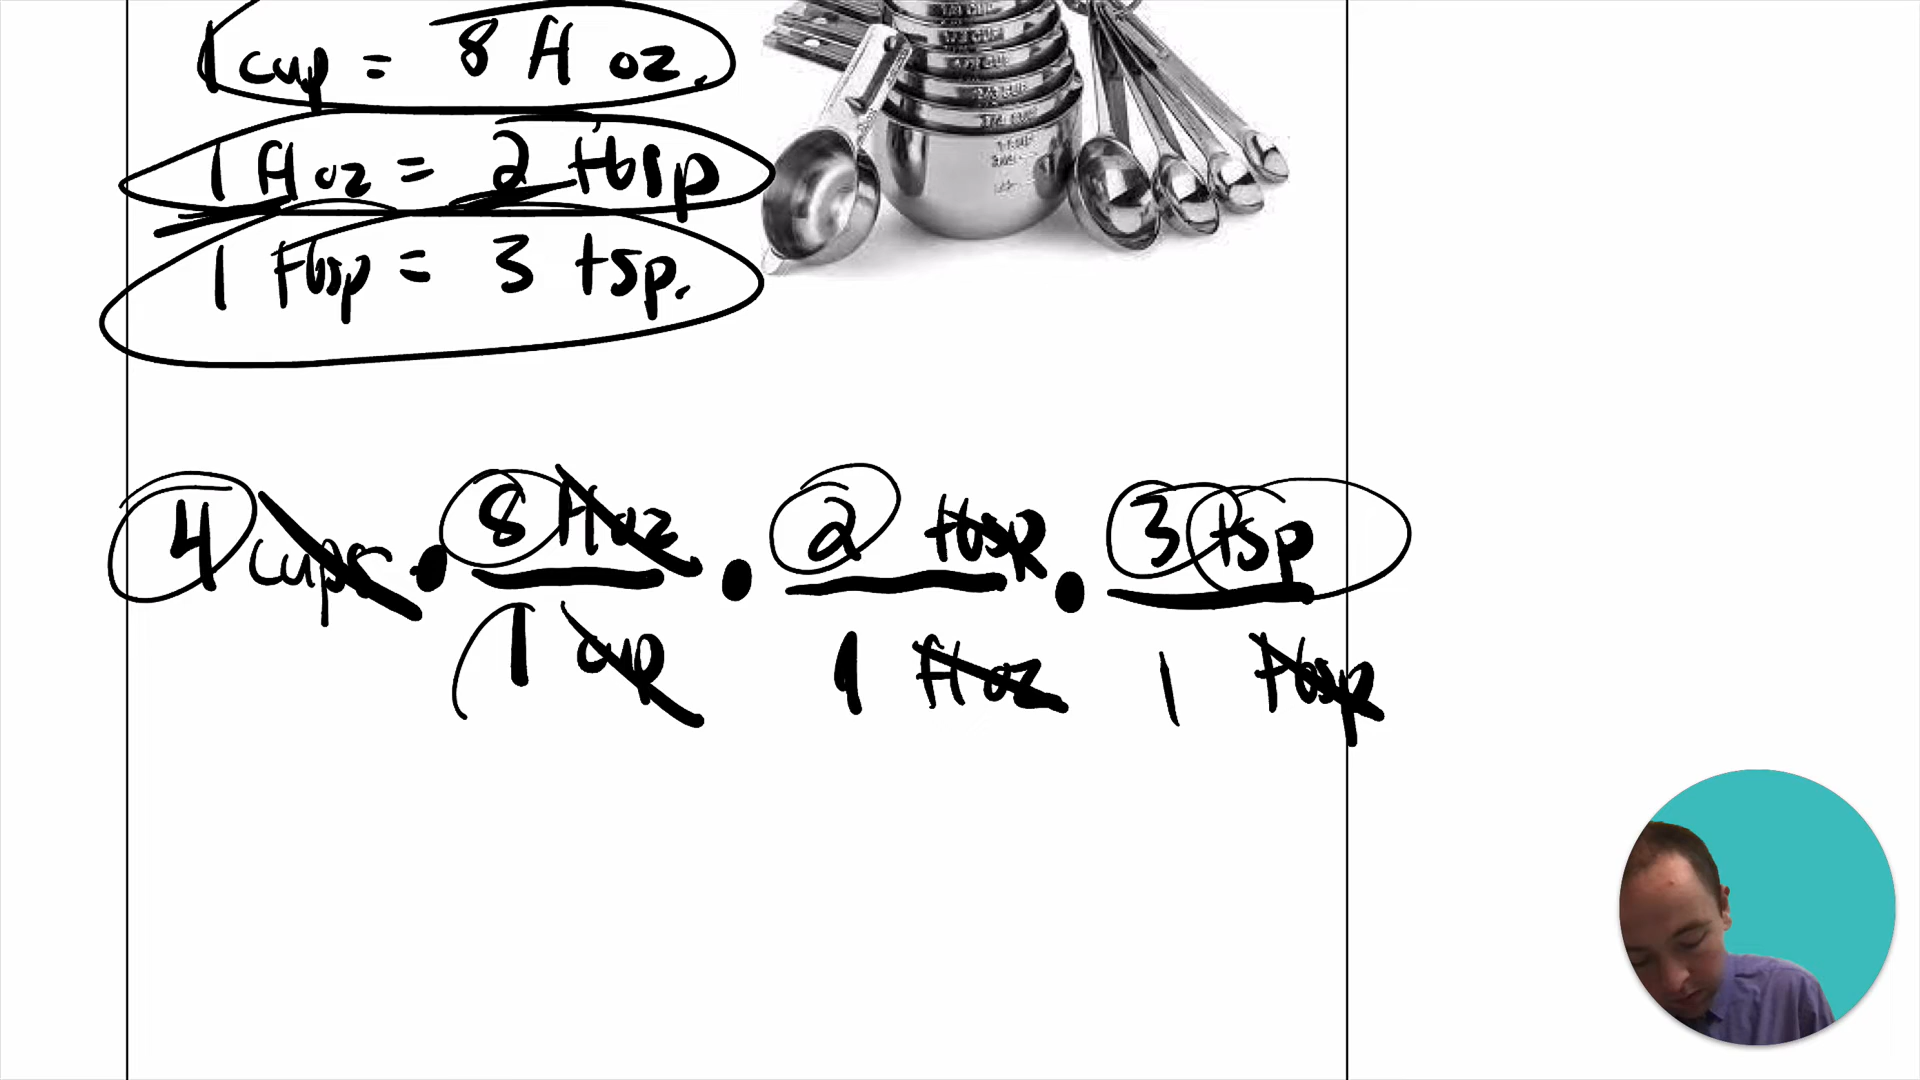 1 cup = 8 fl oz.
1 fl oz = 2 tbsp
1 tbsp = 3 tsp.
4 cups · 8 fl oz · 2 tbsp · 3 tsp
1 cup 1 fl oz 1 tbsp